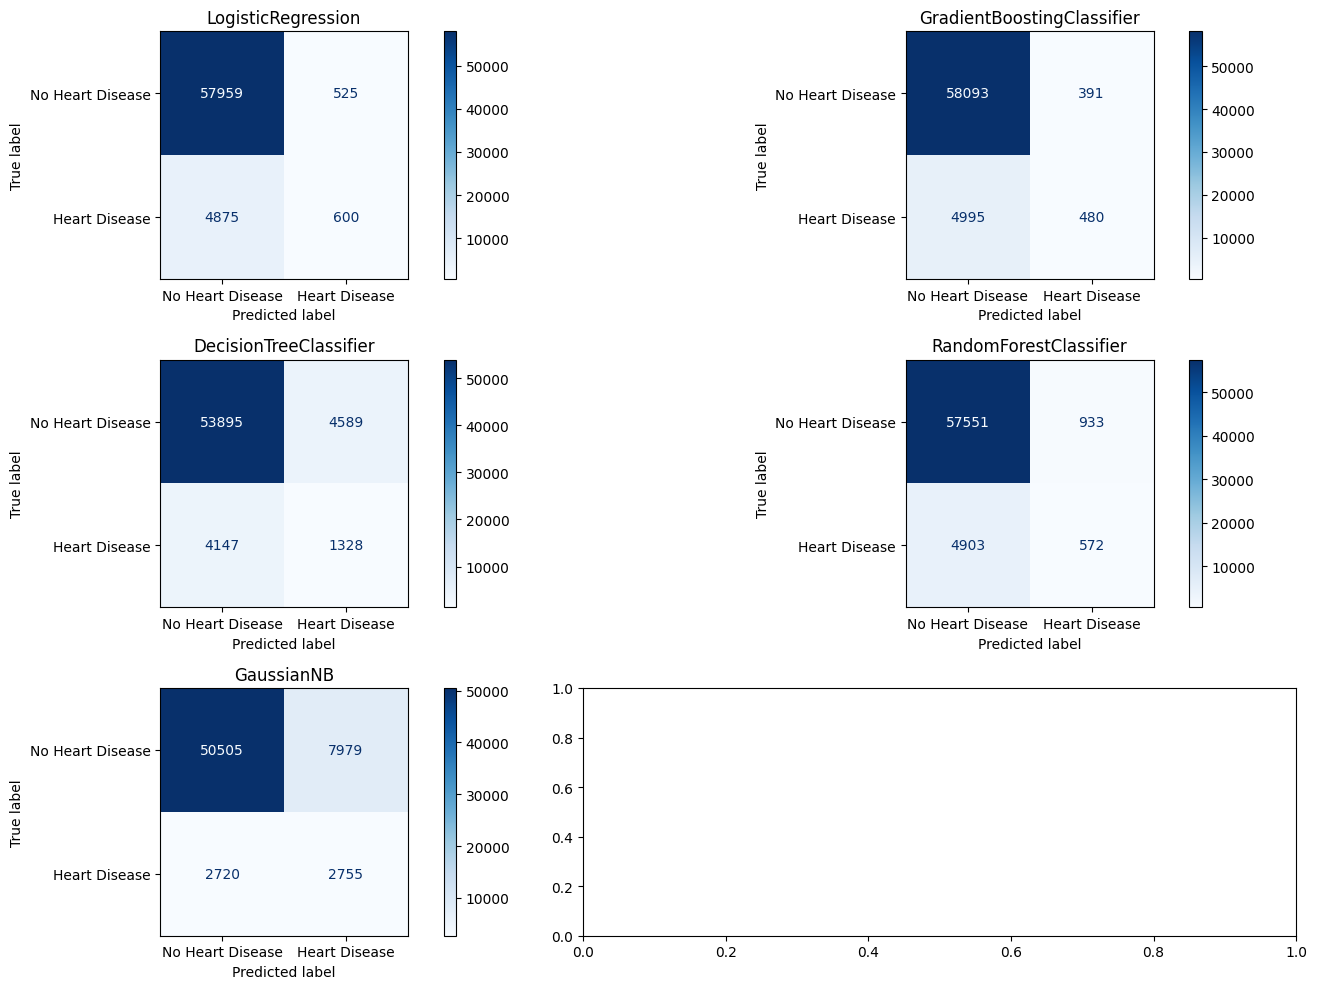 LogisticRegression
True label
No Heart Disease
57959
525
Heart Disease
4875
600
No Heart Disease
Heart Disease
Predicted label
50000
40000
30000
20000
10000
GradientBoostingClassifier
True label
No Heart Disease
58093
391
Heart Disease
4995
480
No Heart Disease
Heart Disease
Predicted label
50000
40000
30000
20000
10000
DecisionTreeClassifier
True label
No Heart Disease
53895
4589
Heart Disease
4147
1328
No Heart Disease
Heart Disease
Predicted label
50000
40000
30000
20000
10000
RandomForestClassifier
True label
No Heart Disease
57551
933
Heart Disease
4903
572
No Heart Disease
Heart Disease
Predicted label
50000
40000
30000
20000
10000
GaussianNB
True label
No Heart Disease
50505
7979
Heart Disease
2720
2755
No Heart Disease
Heart Disease
Predicted label
50000
40000
30000
20000
10000
1.0
0.8
0.6
0.4
0.2
0.0
0.0
0.2
0.4
0.6
0.8
1.0